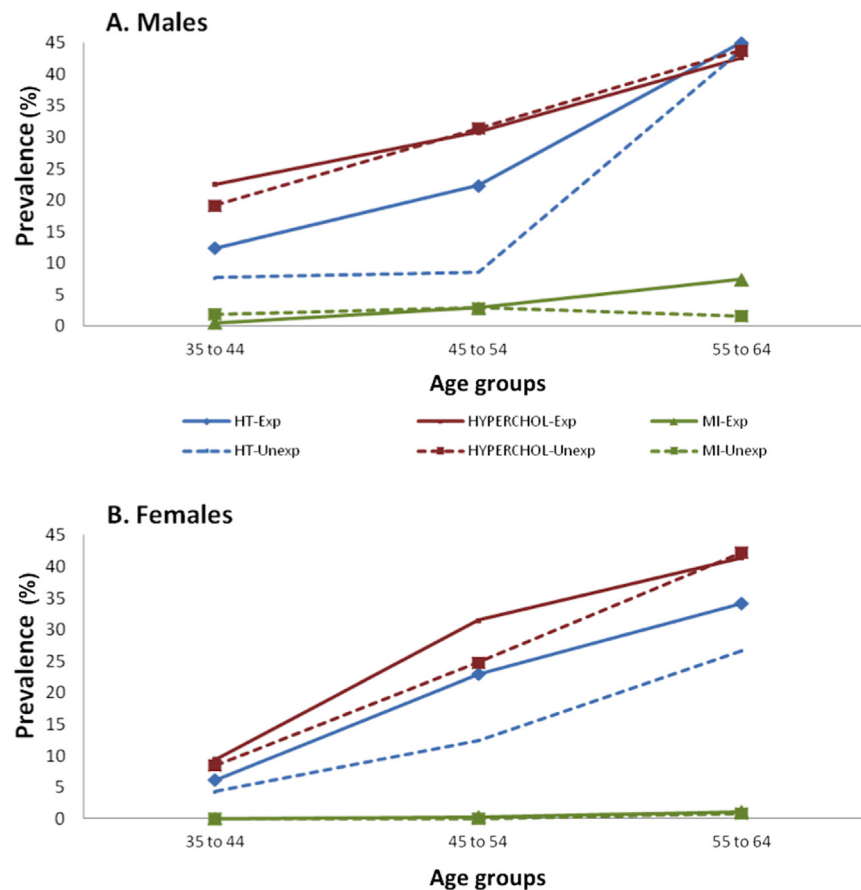 A. Males
Prevalence (%)
45
40
35
30
25
20
15
10
5
0
35 to 44 45 to 54 55 to 64
Age groups
HT-Exp HYPERCHOL-Exp MI-Exp
HT-Unexp HYPERCHOL-Unexp MI-Unexp
B. Females
Prevalence (%)
45
40
35
30
25
20
15
10
5
0
35 to 44 45 to 54 55 to 64
Age groups